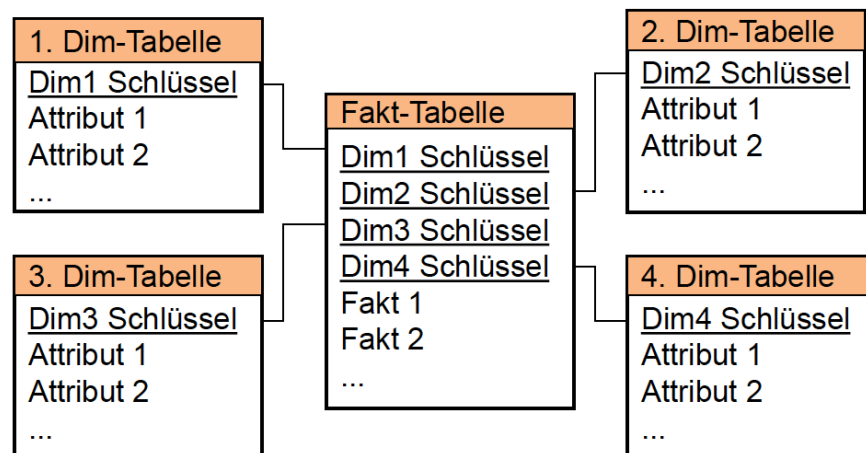 1. Dim-Tabelle
Dim1 Schlüssel
Attribut 1
Attribut 2
...
2. Dim-Tabelle
Dim2 Schlüssel
Attribut 1
Attribut 2
...
Fakt-Tabelle
Dim1 Schlüssel
Dim2 Schlüssel
Dim3 Schlüssel
Dim4 Schlüssel
Fakt 1
Fakt 2
...
3. Dim-Tabelle
Dim3 Schlüssel
Attribut 1
Attribut 2
...
4. Dim-Tabelle
Dim4 Schlüssel
Attribut 1
Attribut 2
...